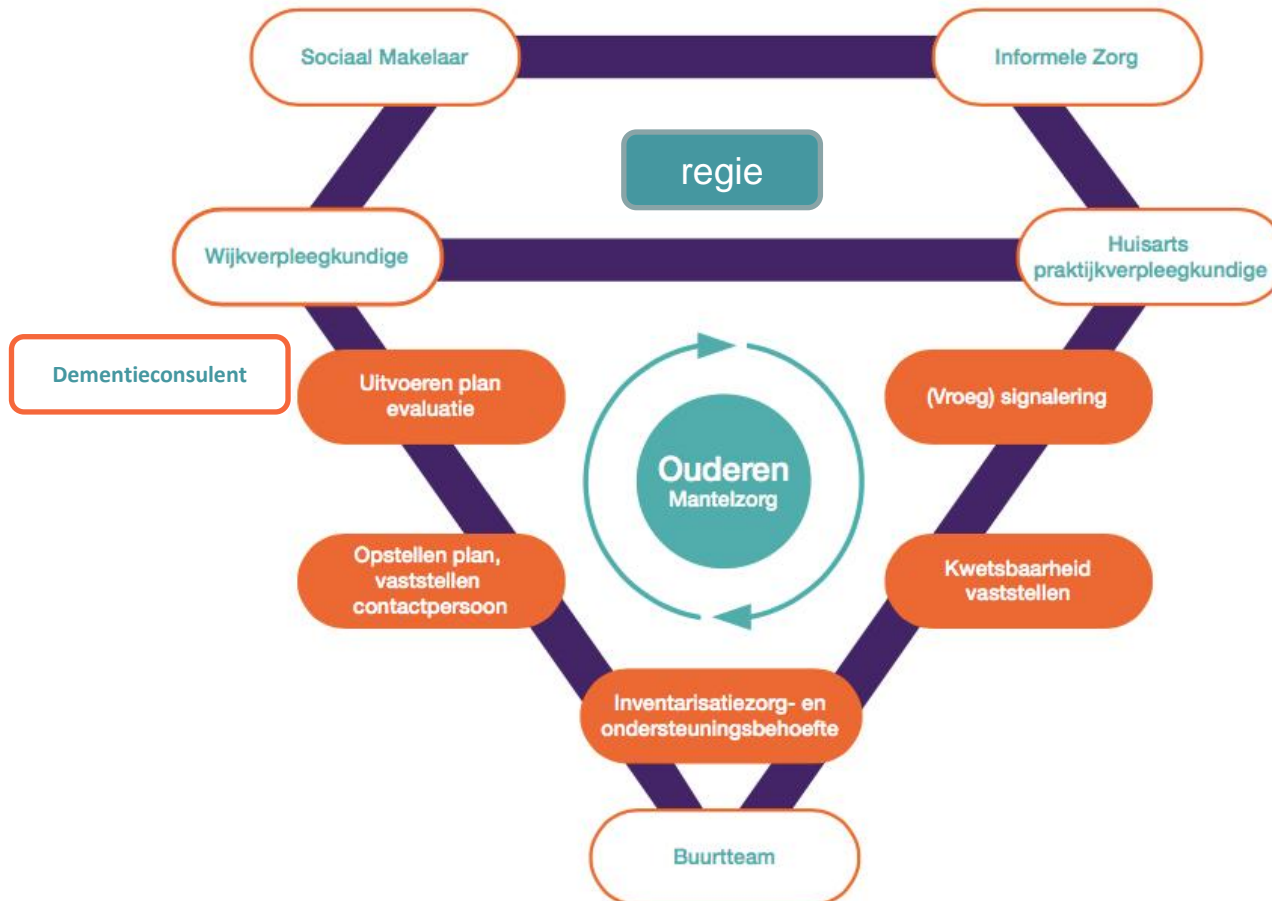 Sociaal Makelaar
Informele Zorg
regie
Wijkverpleegkundige
Huisarts
praktijkverpleegkundige
Dementieconsulent
Uitvoeren plan
evaluatie
(Vroeg) signalering
Ouderen
Mantelzorg
Opstellen plan,
vaststellen
contactpersoon
Kwetsbaarheid
vaststellen
Inventarisatiezorg- en
ondersteuningsbehoefte
Buurtteam